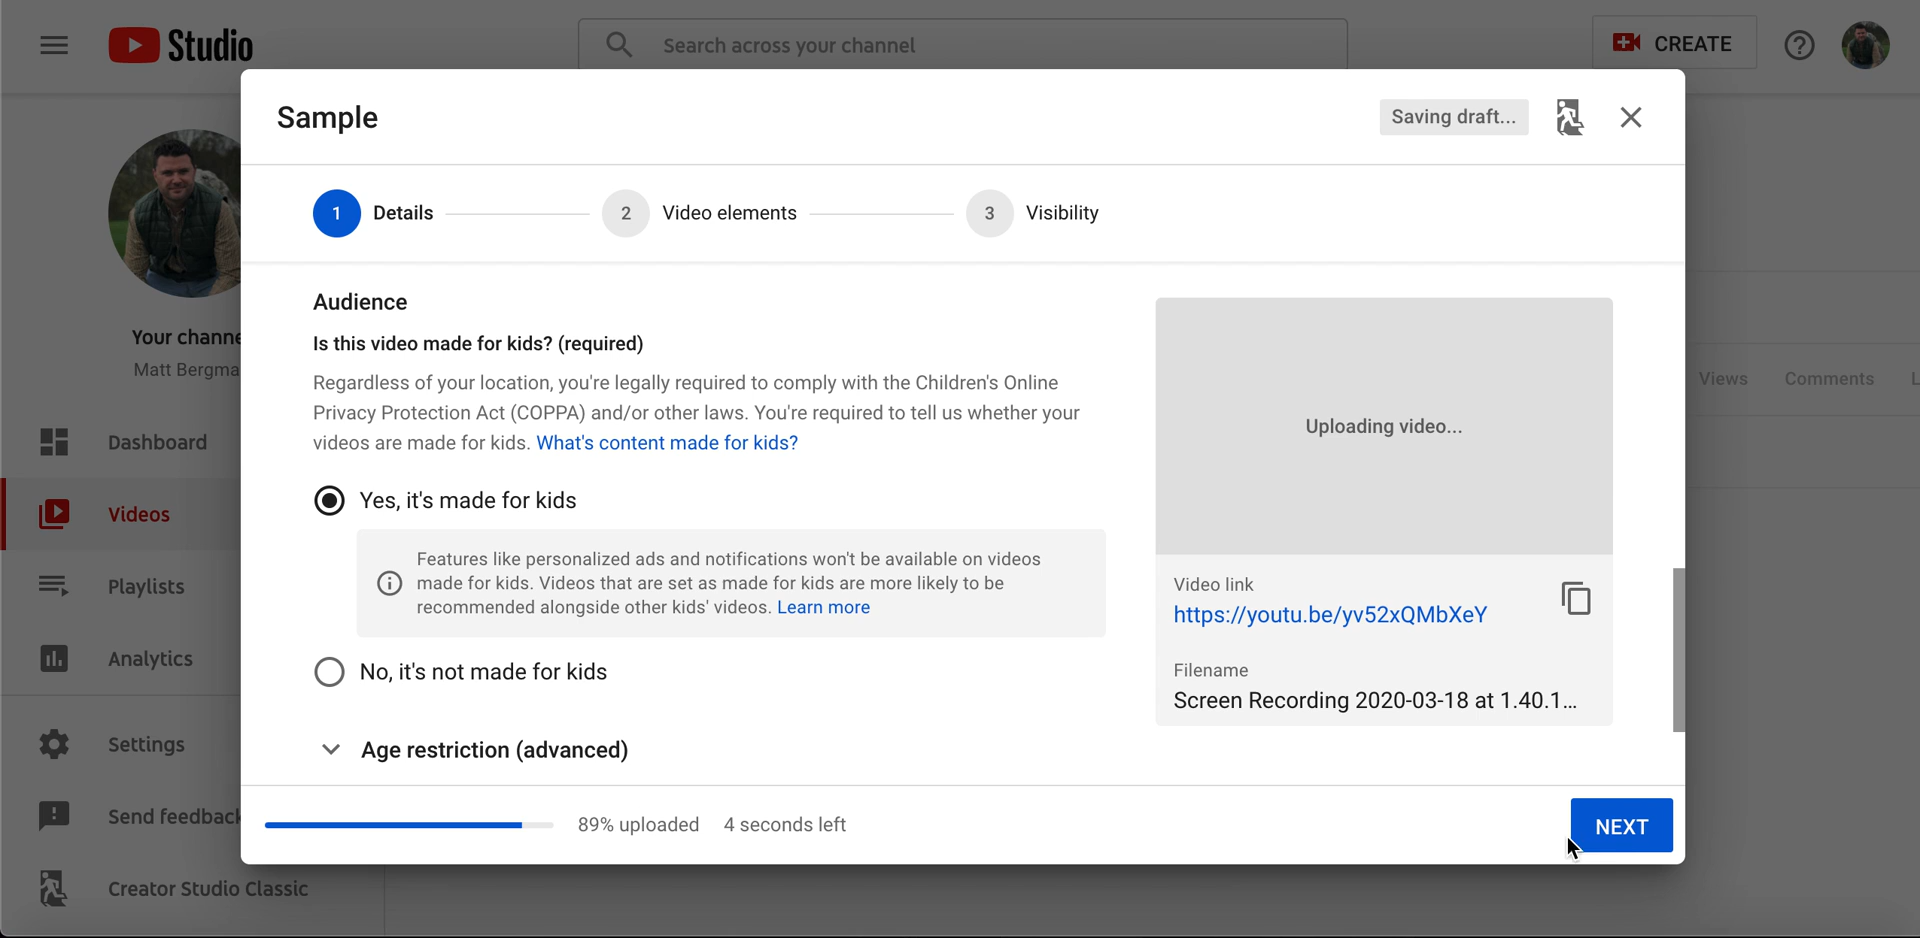 Studio
Search across your channel
CREATE
Sample
Saving draft...
1 Details
2 Video elements
3 Visibility
Your channe
Matt Bergma
Dashboard
Videos
Playlists
Analytics
Settings
Send feedback
Creator Studio Classic
Audience
Is this video made for kids? (required)
Regardless of your location, you're legally required to comply with the Children's Online
Privacy Protection Act (COPPA) and/or other laws. You're required to tell us whether your
videos are made for kids. What's content made for kids?
Yes, it's made for kids
Features like personalized ads and notifications won't be available on videos
made for kids. Videos that are set as made for kids are more likely to be
recommended alongside other kids' videos. Learn more
No, it's not made for kids
Age restriction (advanced)
Uploading video...
Video link
https://youtu.be/yv52xQMbXeY
Filename
Screen Recording 2020-03-18 at 1.40.1...
Views
Comments
L
89% uploaded
4 seconds left
NEXT